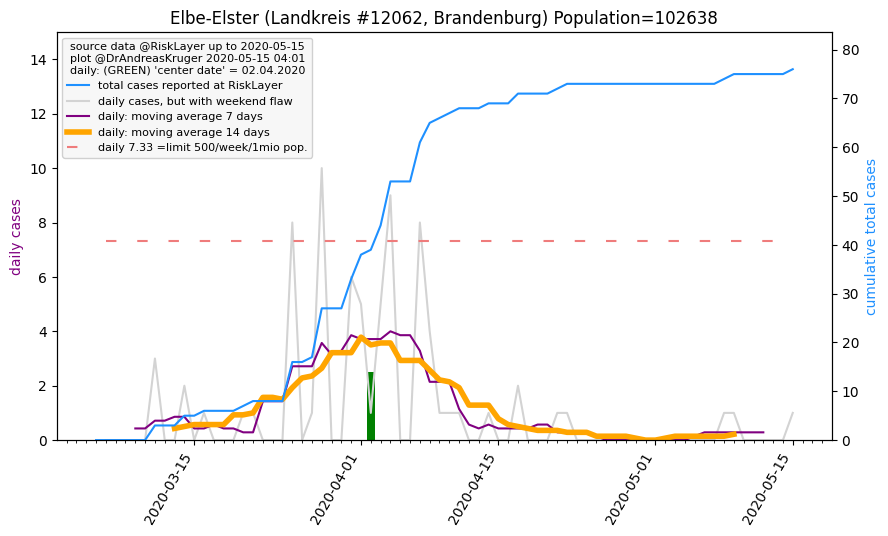 Elbe-Elster (Landkreis #12062, Brandenburg) Population=102638
source data @RiskLayer up to 2020-05-15
plot @DrAndreasKruger 2020-05-15 04:01
daily: (GREEN) 'center date' = 02.04.2020
total cases reported at RiskLayer
daily cases, but with weekend flaw
daily: moving average 7 days
daily: moving average 14 days
daily 7.33 =limit 500/week/1mio pop.
daily cases
14
12
10
8
6
4
2
0
80
70
60
50
40
30
20
10
0
cumulative total cases
2020-03-15
2020-04-01
2020-04-15
2020-05-01
2020-05-15